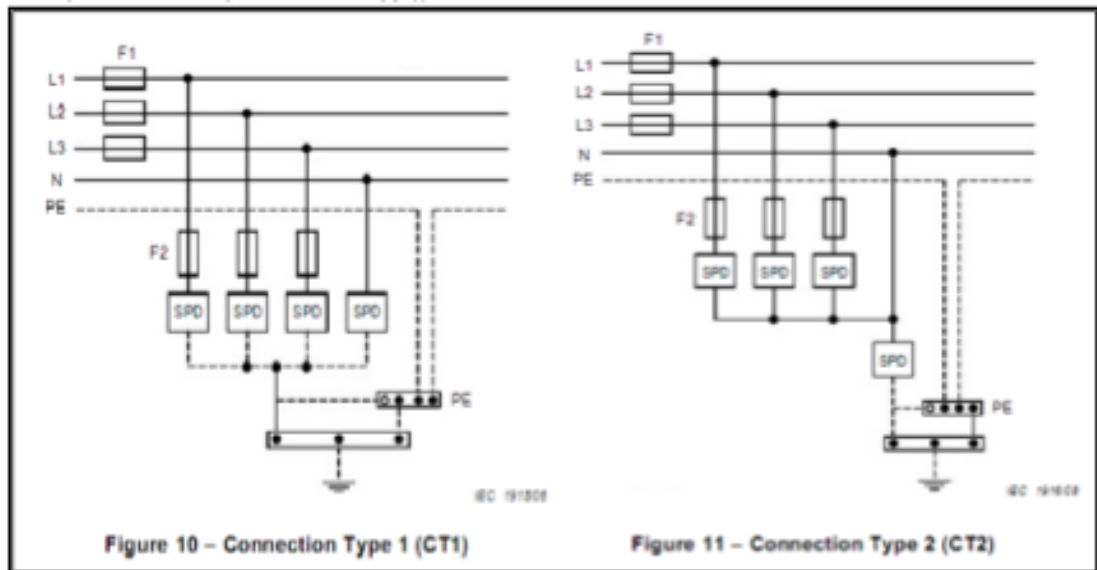 F1
L1
L2
L3
N
PE
F2
SPD SPD SPD SPD
PE
Figure 10 – Connection Type 1 (CT1)
F1
L1
L2
L3
N
PE
F2
SPD SPD SPD
SPD
PE
Figure 11 – Connection Type 2 (CT2)